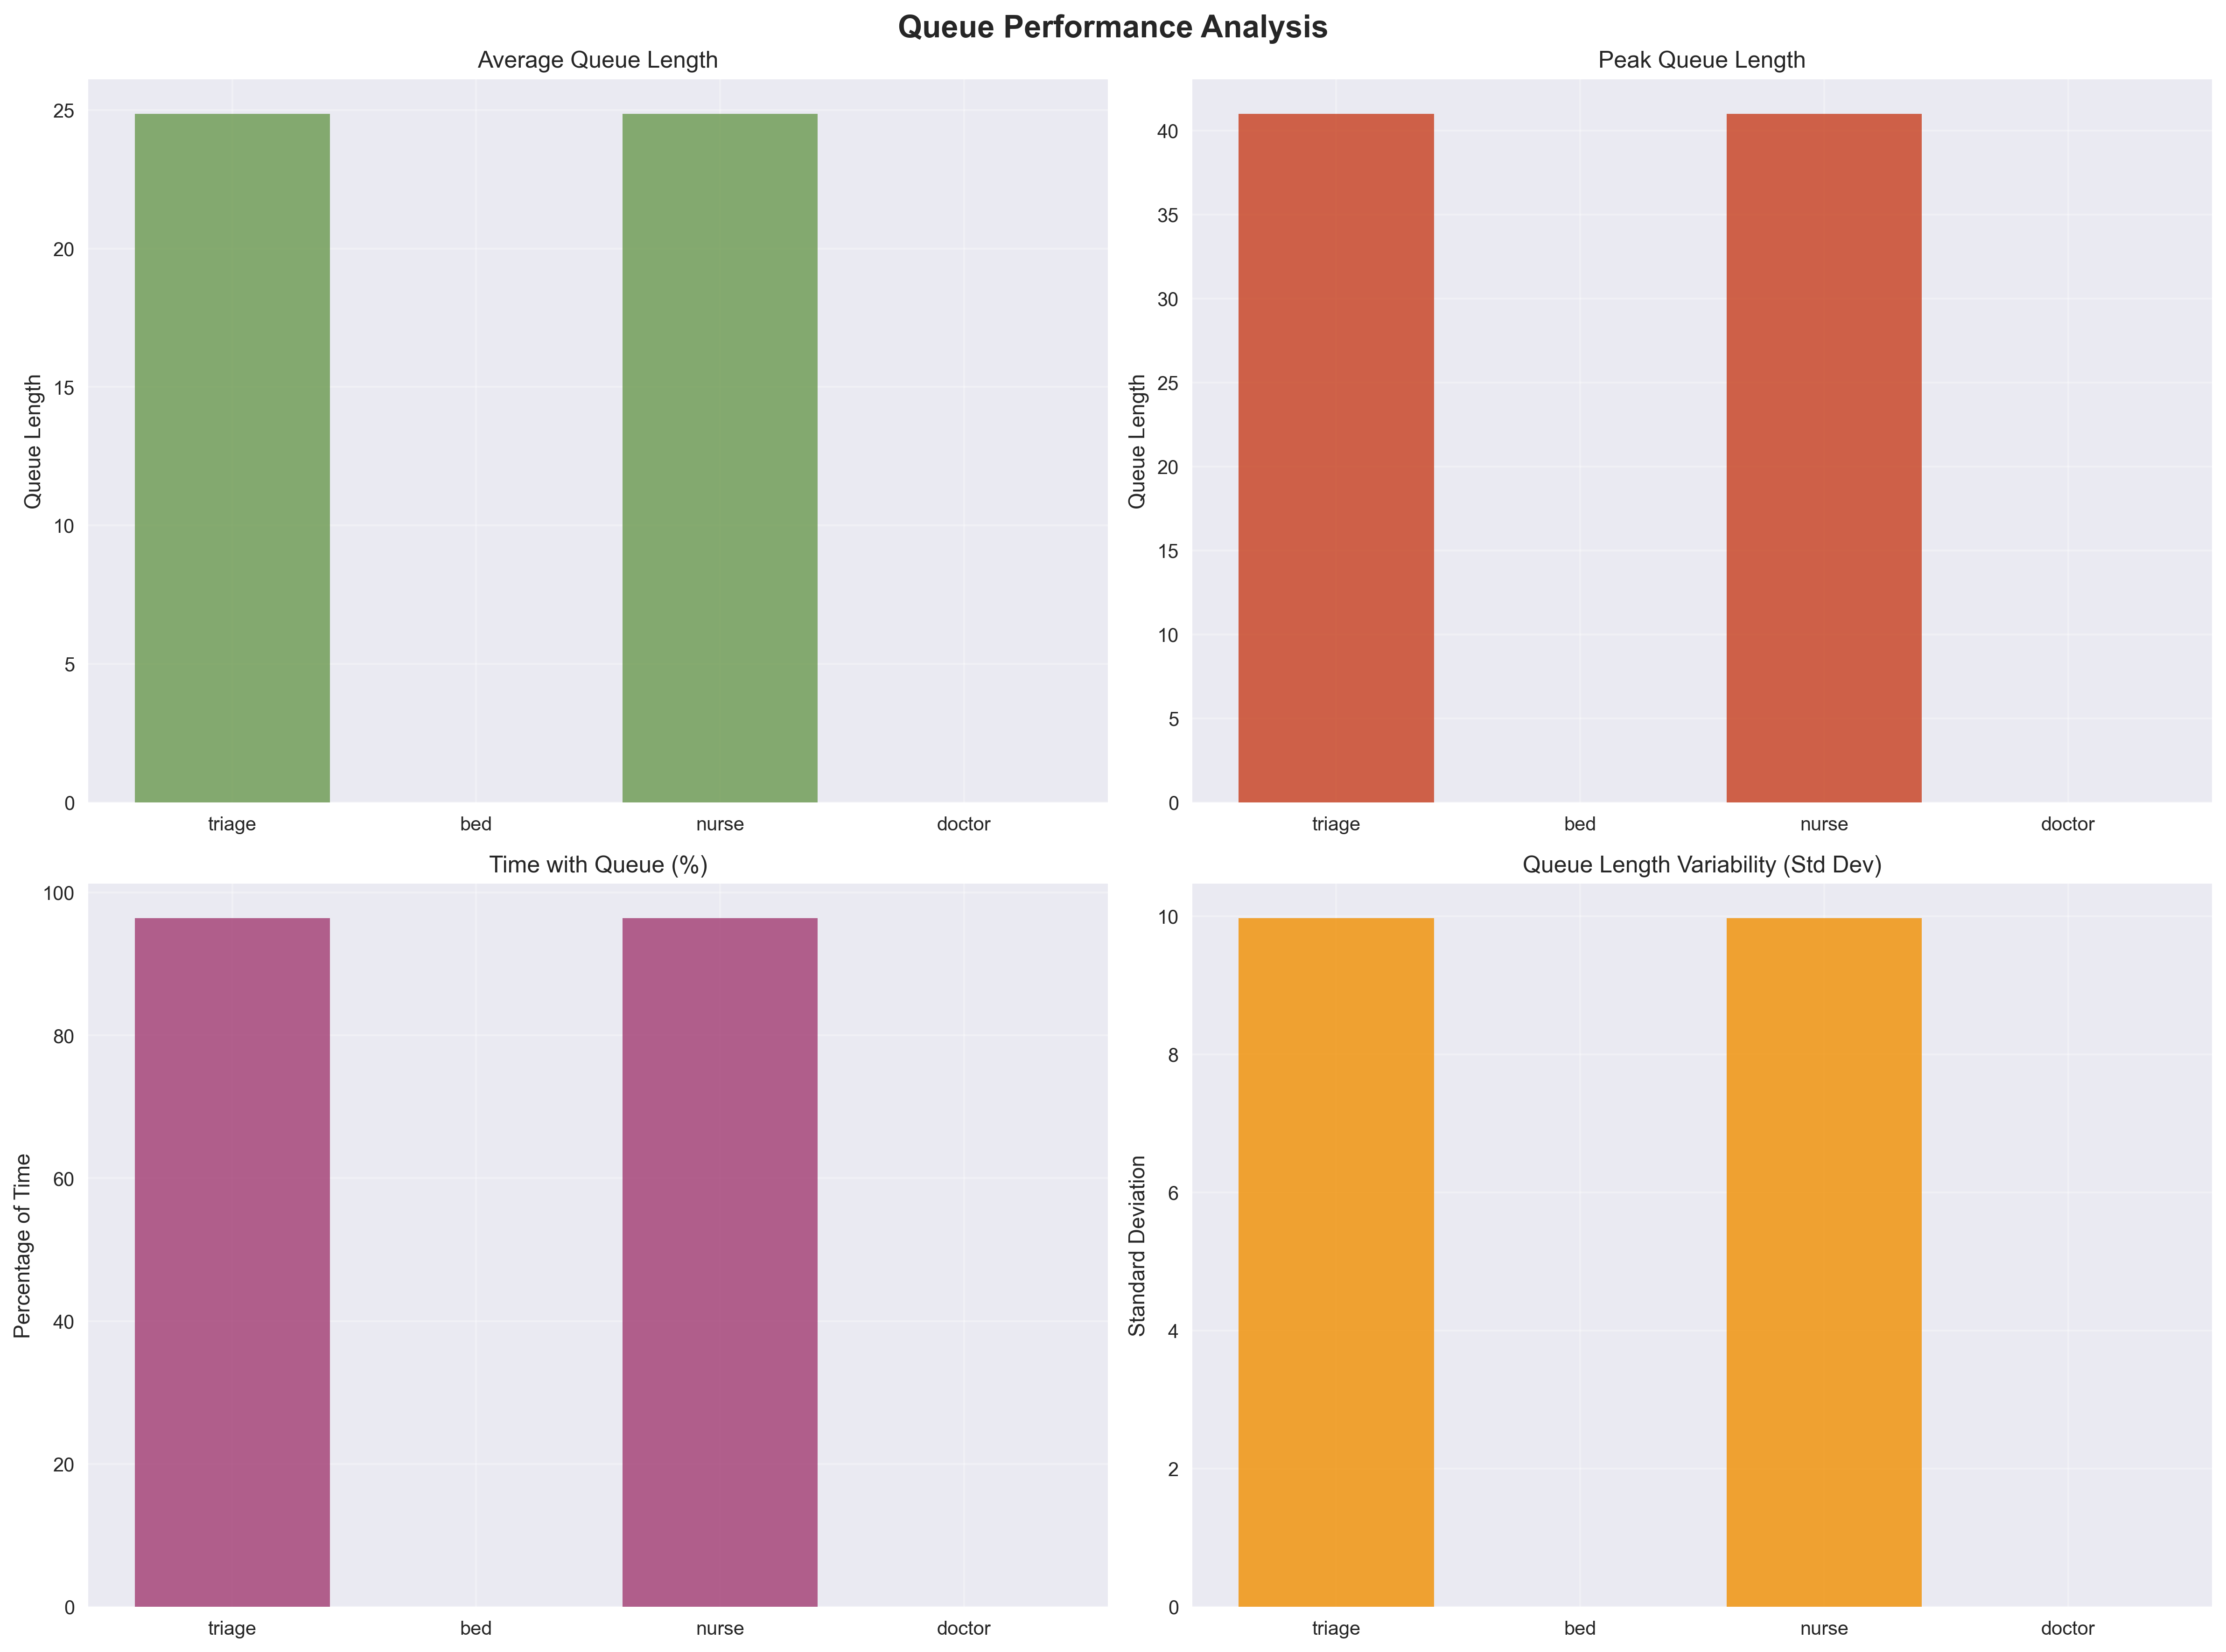 Queue Performance Analysis
Average Queue Length
Queue Length
25
20
15
10
5
0
triage bed nurse doctor
Peak Queue Length
Queue Length
40
35
30
25
20
15
10
5
0
triage bed nurse doctor
Time with Queue (%)
Percentage of Time
100
80
60
40
20
0
triage bed nurse doctor
Queue Length Variability (Std Dev)
Standard Deviation
10
8
6
4
2
0
triage bed nurse doctor